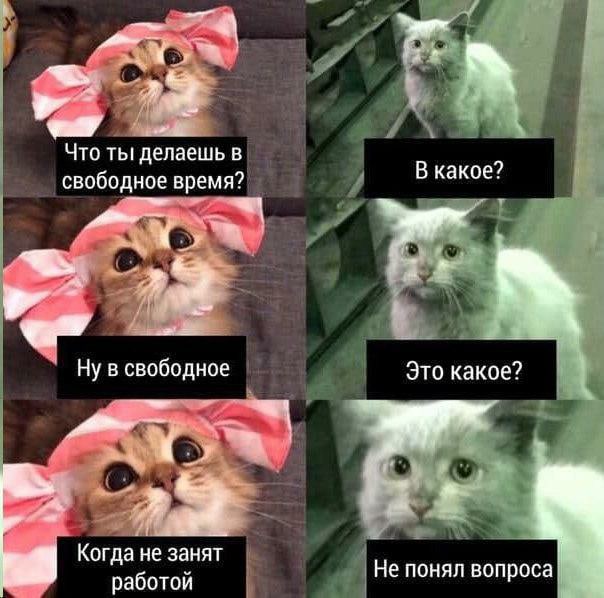 Что ты делаешь в
свободное время?
В какое?
Ну в свободное
Это какое?
Когда не занят
работой
Не понял вопроса